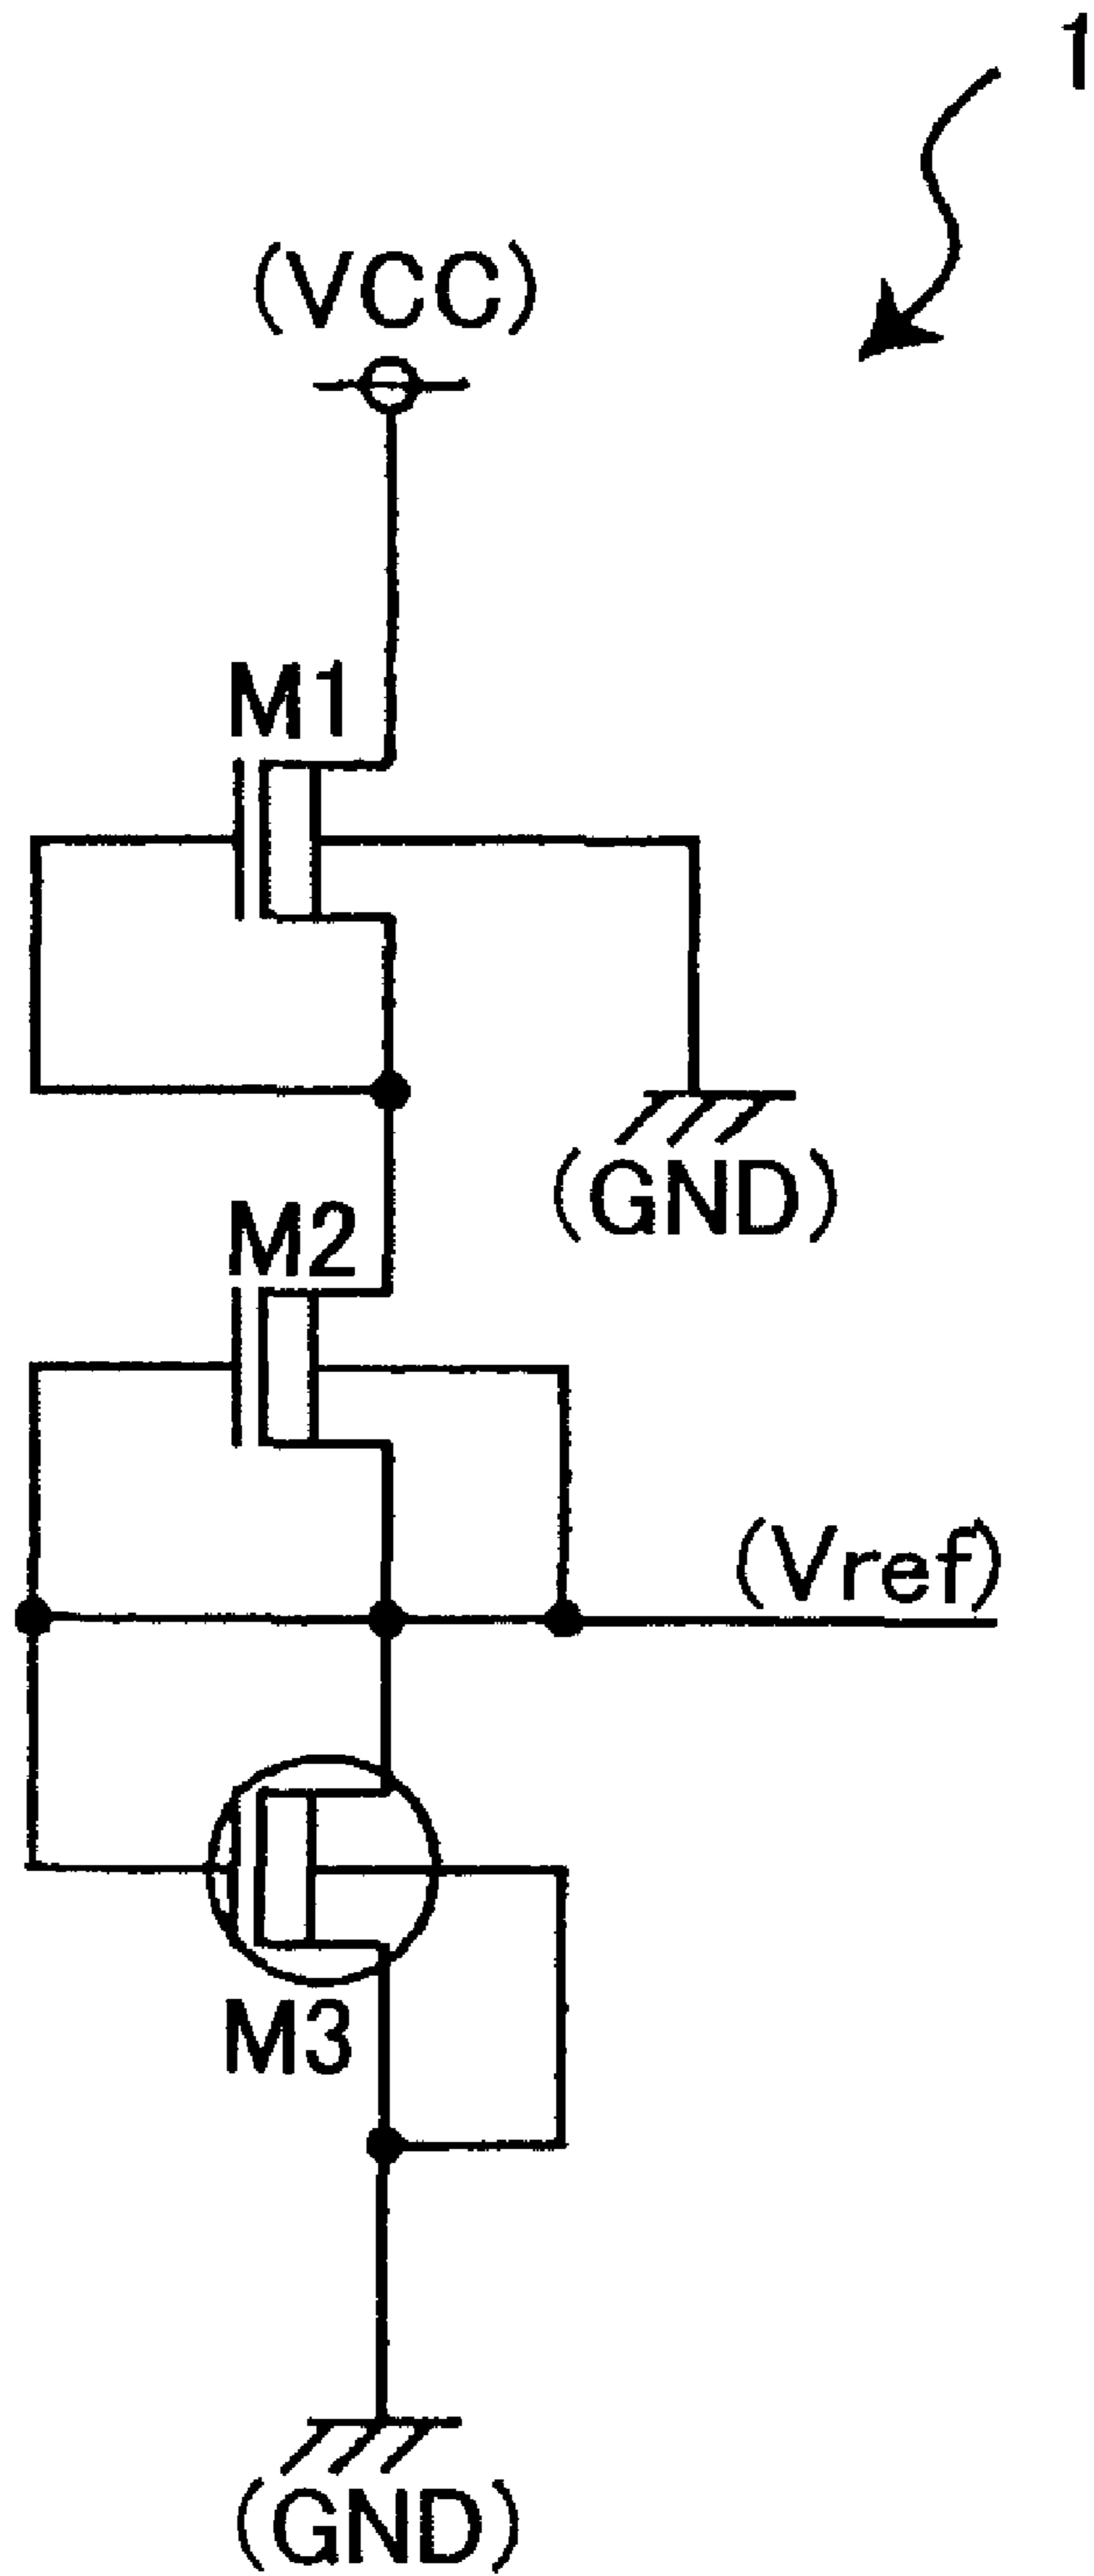 1
(VCC)
M1
(GND)
M2
(Vref)
M3
(GND)